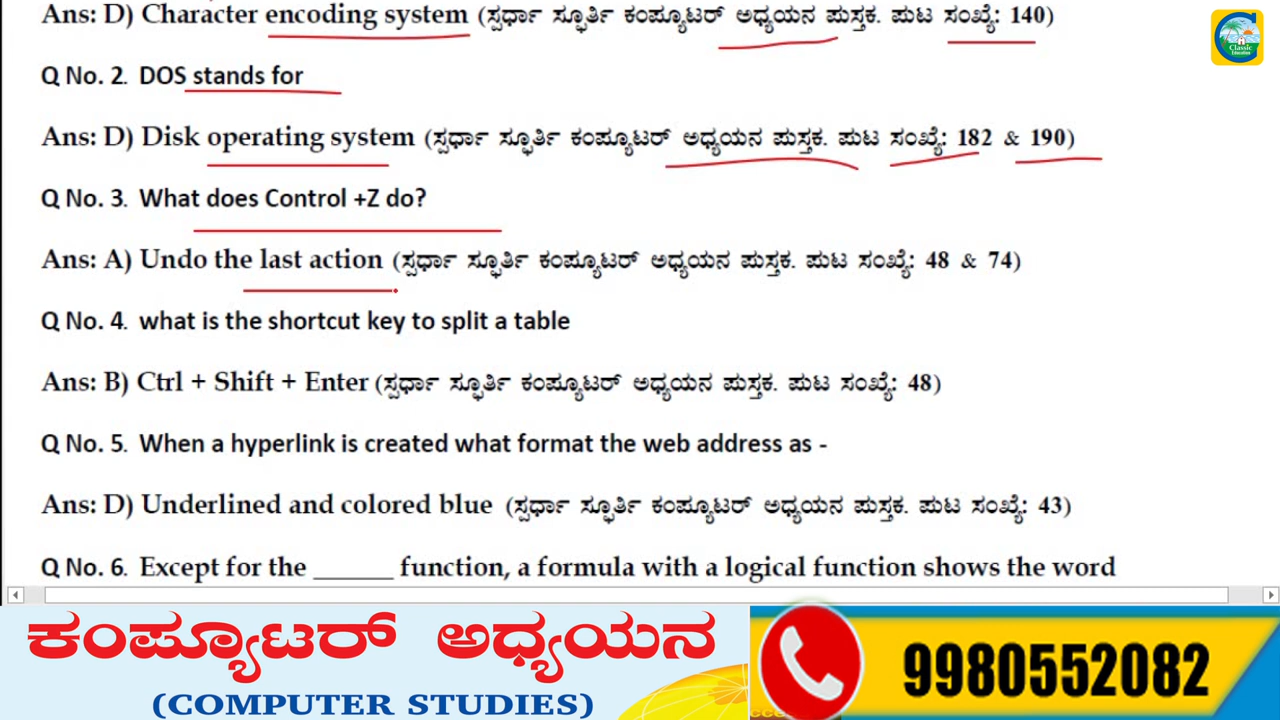 Ans: D) Character encoding system (ಸ್ಪರ್ಧಾ ಸ್ಫೂರ್ತಿ ಕಂಪ್ಯೂಟರ್ ಅಧ್ಯಯನ ಪುಸ್ತಕ. ಪುಟ ಸಂಖ್ಯೆ: 140)
Classic
Education
Q No. 2. DOS stands for
Ans: D) Disk operating system (ಸ್ಪರ್ಧಾ ಸ್ಫೂರ್ತಿ ಕಂಪ್ಯೂಟರ್ ಅಧ್ಯಯನ ಪುಸ್ತಕ. ಪುಟ ಸಂಖ್ಯೆ: 182 & 190)
Q No. 3. What does Control +Z do?
Ans: A) Undo the last action (ಸ್ಪರ್ಧಾ ಸ್ಫೂರ್ತಿ ಕಂಪ್ಯೂಟರ್ ಅಧ್ಯಯನ ಪುಸ್ತಕ. ಪುಟ ಸಂಖ್ಯೆ: 48 & 74)
Q No. 4. what is the shortcut key to split a table
Ans: B) Ctrl + Shift + Enter (ಸ್ಪರ್ಧಾ ಸ್ಫೂರ್ತಿ ಕಂಪ್ಯೂಟರ್ ಅಧ್ಯಯನ ಪುಸ್ತಕ. ಪುಟ ಸಂಖ್ಯೆ: 48)
Q No. 5. When a hyperlink is created what format the web address as -
Ans: D) Underlined and colored blue (ಸ್ಪರ್ಧಾ ಸ್ಫೂರ್ತಿ ಕಂಪ್ಯೂಟರ್ ಅಧ್ಯಯನ ಪುಸ್ತಕ. ಪುಟ ಸಂಖ್ಯೆ: 43)
Q No. 6. Except for the ______ function, a formula with a logical function shows the word
ಕಂಪ್ಯೂಟರ್ ಅಧ್ಯಯನ
(COMPUTER STUDIES)
9980552082